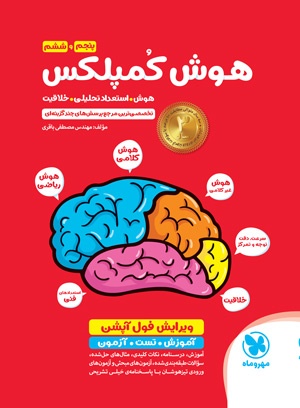 پنجم و ششم
هوش کُمپلکس
هوش • استعداد تحلیلی • خلاقیت
تخصصی‌ترین مرجع پرسش‌های چندگزینه‌ای
مؤلف: مهندس مصطفی باقری
هوش
کلامی
هوش
ریاضی
هوش
غیر کلامی
سرعت، دقت
توجه و تمرکز
استعدادهای
فنی
خلاقیت
ویرایش فول آپشن
آموزش • تست • آزمون
آموزش، درسنامه، نکات کلیدی، مثال‌های حل‌شده،
سؤالات طبقه‌بندی شده، آزمون‌های مبحثی و آزمون‌های
ورودی تیزهوشان با پاسخنامه‌ی خیلی تشریحی
مهروماه